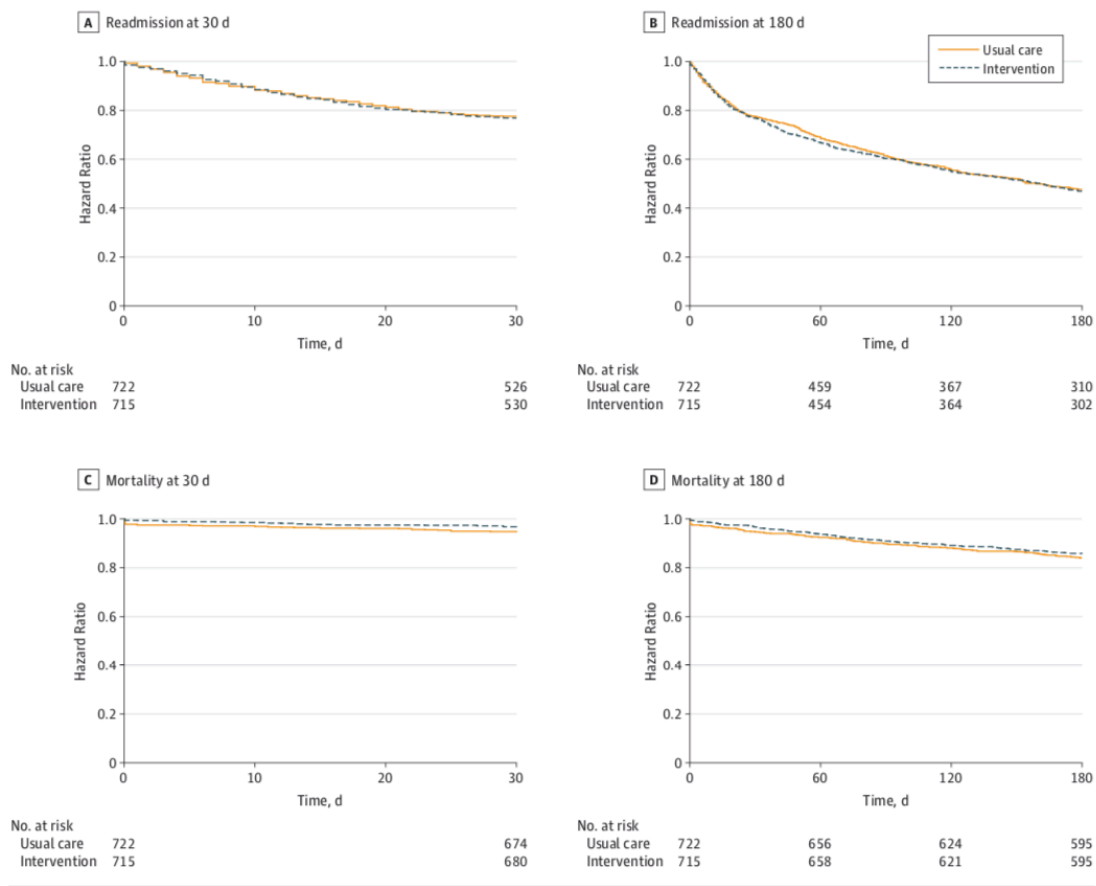 A Readmission at 30 d
1.0
0.8
0.6
0.4
0.2
0
Hazard Ratio
0 10 20 30
Time, d
No. at risk
Usual care 722 526
Intervention 715 530
B Readmission at 180 d
Usual care
Intervention
1.0
0.8
0.6
0.4
0.2
0
Hazard Ratio
0 60 120 180
Time, d
No. at risk
Usual care 722 459 367 310
Intervention 715 454 364 302
C Mortality at 30 d
1.0
0.8
0.6
0.4
0.2
0
Hazard Ratio
0 10 20 30
Time, d
No. at risk
Usual care 722 674
Intervention 715 680
D Mortality at 180 d
1.0
0.8
0.6
0.4
0.2
0
Hazard Ratio
0 60 120 180
Time, d
No. at risk
Usual care 722 656 624 595
Intervention 715 658 621 595